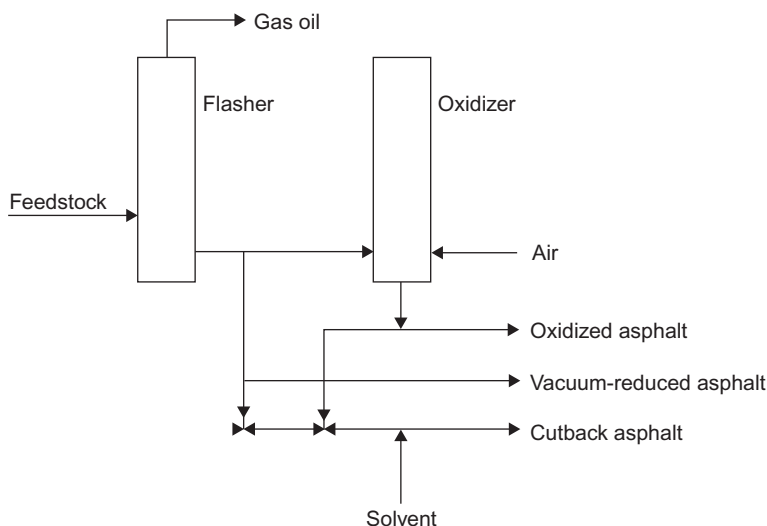 Gas oil
Flasher
Oxidizer
Feedstock
Air
Oxidized asphalt
Vacuum-reduced asphalt
Cutback asphalt
Solvent